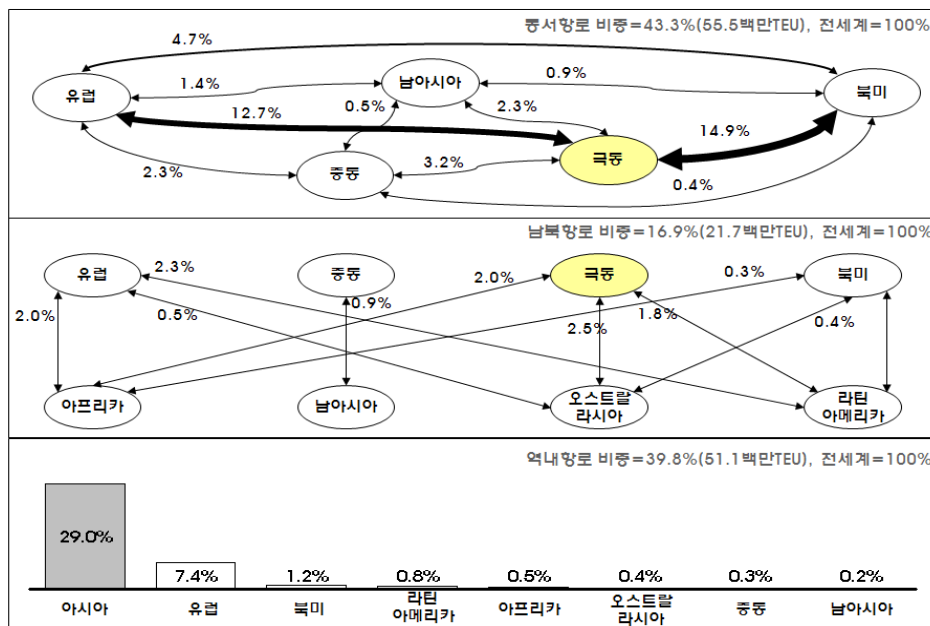 동서항로 비중=43.3%(55.5백만TEU), 전세계=100%
4.7%
유럽
1.4%
남아시아
0.9%
북미
12.7%
0.5%
2.3%
14.9%
중동
3.2%
극동
2.3%
0.4%
남북항로 비중=16.9%(21.7백만TEU), 전세계=100%
유럽
2.3%
중동
2.0%
극동
0.3%
북미
2.0%
0.5%
0.9%
2.5%
1.8%
0.4%
아프리카
남아시아
오스트랄
라시아
라틴
아메리카
역내항로 비중=39.8%(51.1백만TEU), 전세계=100%
29.0%
7.4%
1.2%
0.8%
0.5%
0.4%
0.3%
0.2%
아시아
유럽
북미
라틴
아메리카
아프리카
오스트랄
라시아
중동
남아시아